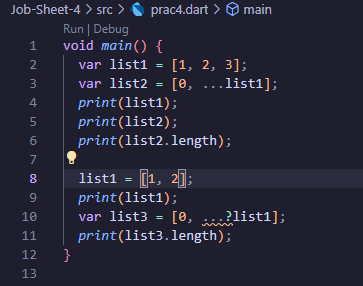 Job-Sheet-4 > src > prac4.dart > main
Run | Debug
1 void main() {
2 var list1 = [1, 2, 3];
3 var list2 = [0, ...list1];
4 print(list1);
5 print(list2);
6 print(list2.length);
7
8 list1 = [1, 2];
9 print(list1);
10 var list3 = [0, ...?list1];
11 print(list3.length);
12 }
13